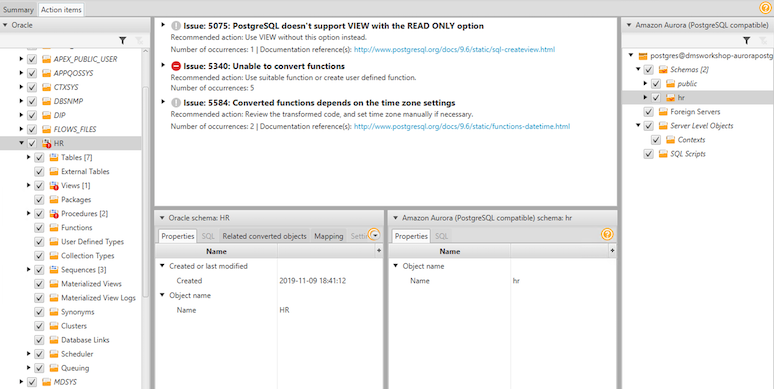 Summary
Action items
Oracle
APEX_PUBLIC_USER
APPQOSSYS
CTXSYS
DBSNMP
DIP
FLOWS_FILES
HR
Tables [7]
External Tables
Views [1]
Packages
Procedures [2]
Functions
User Defined Types
Collection Types
Sequences [3]
Materialized Views
Materialized View Logs
Synonyms
Clusters
Database Links
Scheduler
Queuing
MDSYS
Issue: 5075: PostgreSQL doesn't support VIEW with the READ ONLY option
Recommended action: Use VIEW without this option instead.
Number of occurrences: 1 | Documentation reference(s): http://www.postgresql.org/docs/9.6/static/sql-createview.html
Issue: 5340: Unable to convert functions
Recommended action: Use suitable function or create user defined function.
Number of occurrences: 5
Issue: 5584: Converted functions depends on the time zone settings
Recommended action: Review the transformed code, and set time zone manually if necessary.
Number of occurrences: 2 | Documentation reference(s): http://www.postgresql.org/docs/9.6/static/functions-datetime.html
Oracle schema: HR
Properties SQL Related converted objects Mapping
Name
Created or last modified
Created 2019-11-09 18:41:12
Object name
Name HR
Amazon Aurora (PostgreSQL compatible) schema: hr
Properties SQL
Name
Object name
Name hr
Amazon Aurora (PostgreSQL compatible)
postgres@dmsworkshop-aurorapostg
Schemas [2]
public
hr
Foreign Servers
Server Level Objects
Contexts
SQL Scripts